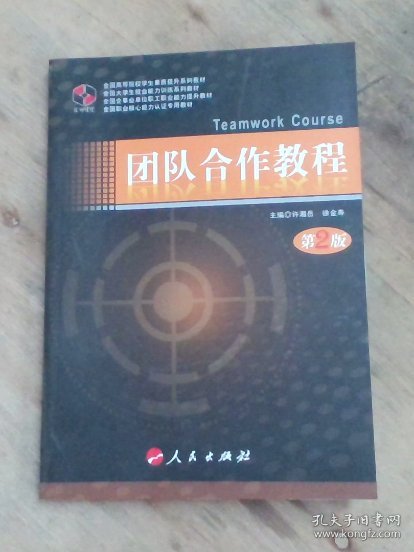 全国高等院校学生素质提升系列教材
全国大学生就业能力训练系列教材
全国企事业单位职工职业能力提升教材
全国职业核心能力认证专用教材
Teamwork Course
团队合作教程
主编◎许湘岳 徐金寿
第2版
人民出版社
孔夫子旧书网
www.kongfz.com